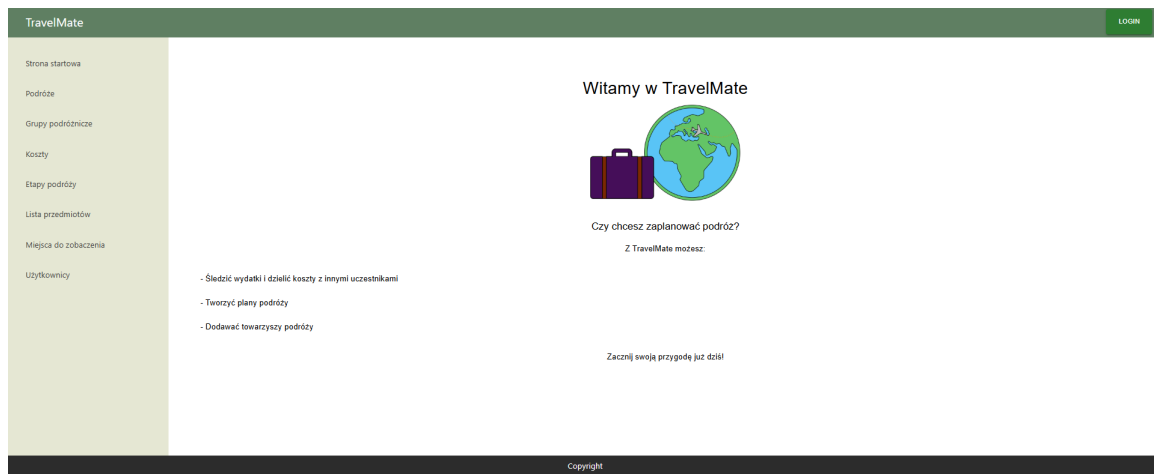 TravelMate
LOGIN
Strona startowa
Podróże
Grupy podróżnicze
Koszty
Etapy podróży
Lista przedmiotów
Miejsca do zobaczenia
Użytkownicy
Witamy w TravelMate
Czy chcesz zaplanować podróż?
Z TravelMate możesz:
- Śledzić wydatki i dzielić koszty z innymi uczestnikami
- Tworzyć plany podróży
- Dodawać towarzyszy podróży
Zacznij swoją przygodę już dziś!
Copyright